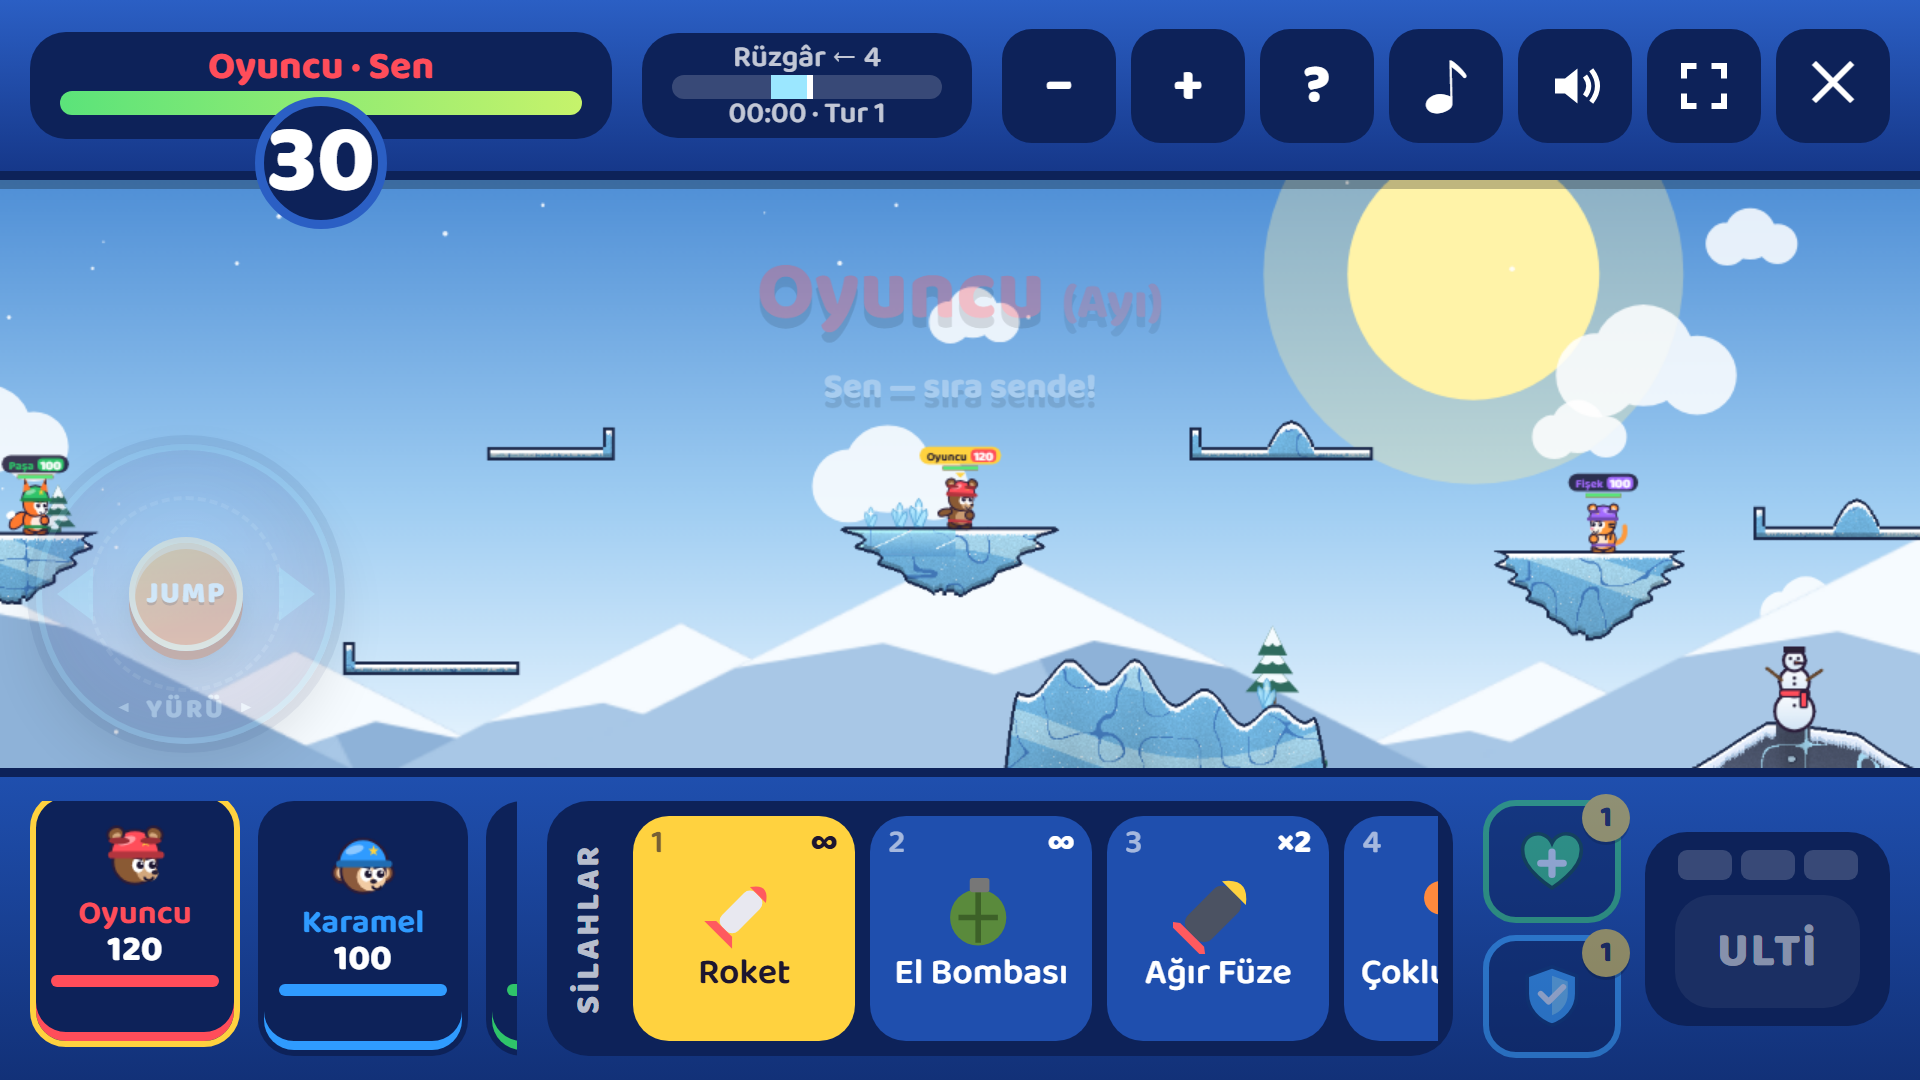 Oyuncu · Sen
30
Rüzgâr ← 4
00:00 · Tur 1
?
Oyuncu (Ayı)
Sen — sıra sende!
Paşa 100
Oyuncu 120
Fişek 100
JUMP
YÜRÜ
Oyuncu
120
Karamel
100
SİLAHLAR
1 ∞
Roket
2 ∞
El Bombası
3 ×2
Ağır Füze
4
Çoklu
1
1
ULTİ